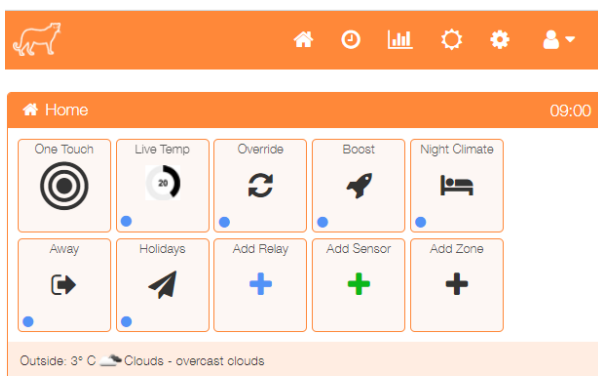 Home 09:00
One Touch Live Temp Override Boost Night Climate
20
Away Holidays Add Relay Add Sensor Add Zone
Outside: 3° C Clouds - overcast clouds